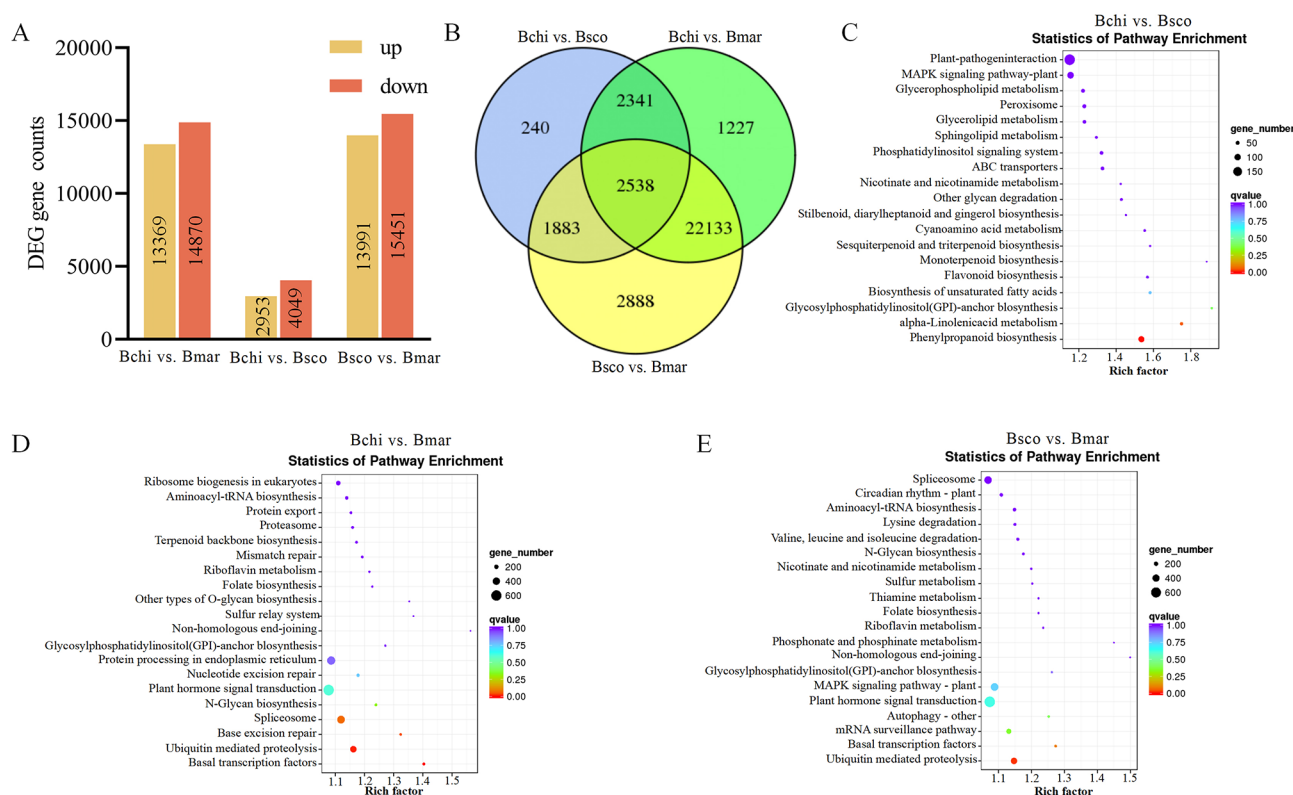 A
20000
15000
10000
5000
0
DEG gene counts
up
down
13369
14870
2953
4049
13991
15451
Bchi vs. Bmar
Bchi vs. Bsco
Bsco vs. Bmar
B
Bchi vs. Bsco
Bchi vs. Bmar
2341
240
1227
2538
1883
22133
2888
Bsco vs. Bmar
C
Bchi vs. Bsco
Statistics of Pathway Enrichment
Plant-pathogeninteraction
MAPK signaling pathway-plant
Glycerophospholipid metabolism
Peroxisome
Glycerolipid metabolism
Sphingolipid metabolism
Phosphatidylinositol signaling system
ABC transporters
Nicotinate and nicotinamide metabolism
Other glycan degradation
Stilbenoid, diarylheptanoid and gingerol biosynthesis
Cyanoamino acid metabolism
Sesquiterpenoid and triterpenoid biosynthesis
Monoterpenoid biosynthesis
Flavonoid biosynthesis
Biosynthesis of unsaturated fatty acids
Glycosylphosphatidylinositol(GPI)-anchor blosynthesis
alpha-Linolenicacid metabolism
Phenylpropanoid biosynthesis
1.2 1.4 1.6 1.8
Rich factor
gene_number
50
100
150
qvalue
1.00
0.75
0.50
0.25
0.00
D
Bchi vs. Bmar
Statistics of Pathway Enrichment
Ribosome biogenesis in eukaryotes
Aminoacyl-tRNA biosynthesis
Protein export
Proteasome
Terpenoid backbone biosynthesis
Mismatch repair
Riboflavin metabolism
Folate biosynthesis
Other types of O-glycan biosynthesis
Sulfur relay system
Non-homologous end-joining
Glycosylphosphatidylinositol(GPI)-anchor biosynthesis
Protein processing in endoplasmic reticulum
Nucleotide excision repair
Plant hormone signal transduction
N-Glycan biosynthesis
Spliceosome
Base excision repair
Ubiquitin mediated proteolysis
Basal transcription factors
1.1 1.2 1.3 1.4 1.5
Rich factor
gene_number
200
400
600
qvalue
1.00
0.75
0.50
0.25
0.00
E
Bsco vs. Bmar
Statistics of Pathway Enrichment
Spliceosome
Circadian rhythm - plant
Aminoacyl-tRNA biosynthesis
Lysine degradation
Valine, leucine and isoleucine degradation
N-Glycan biosynthesis
Nicotinate and nicotinamide metabolism
Sulfur metabolism
Thiamine metabolism
Folate biosynthesis
Riboflavin metabolism
Phosphonate and phosphinate metabolism
Non-homologous end-joining
Glycosylphosphatidylinositol(GPI)-anchor biosynthesis
MAPK signaling pathway - plant
Plant hormone signal transduction
Autophagy - other
mRNA surveillance pathway
Basal transcription factors
Ubiquitin mediated proteolysis
1.1 1.2 1.3 1.4 1.5
Rich factor
gene_number
200
400
600
qvalue
1.00
0.75
0.50
0.25
0.00